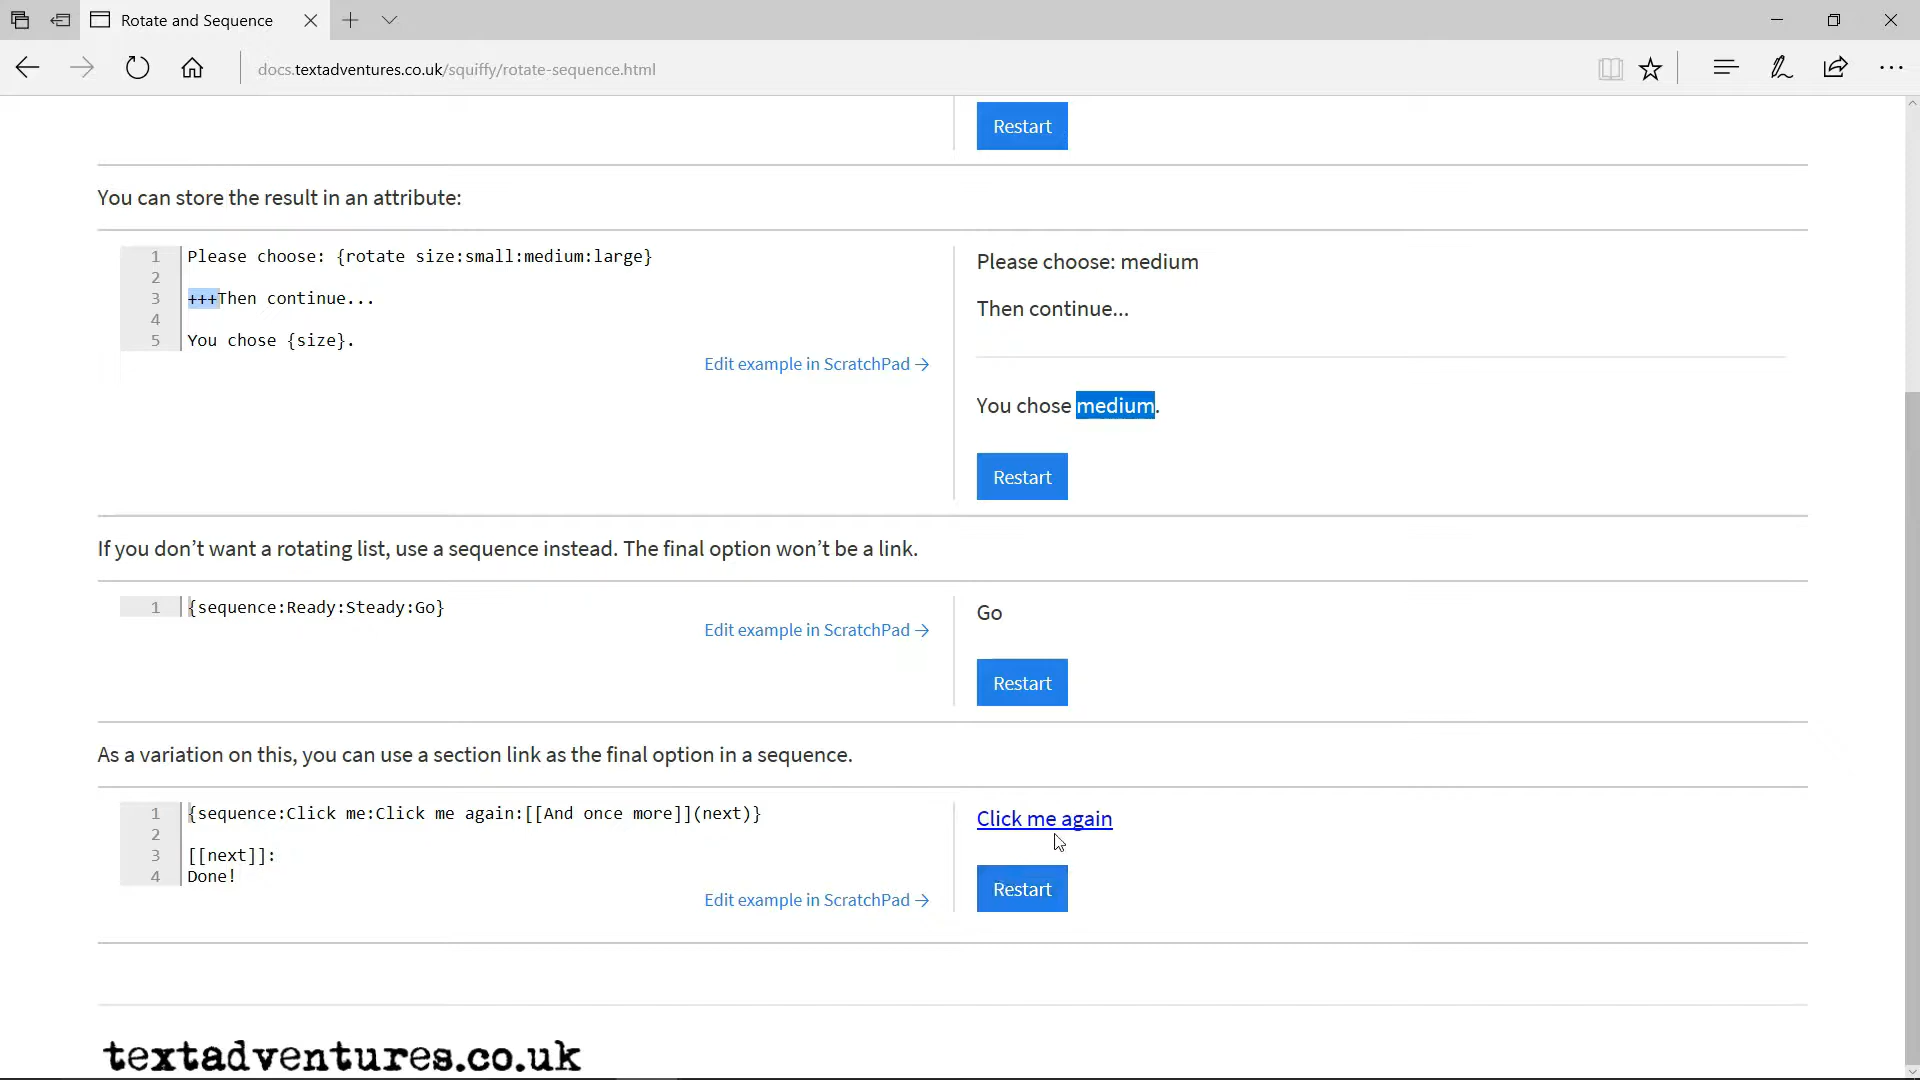 Rotate and Sequence
docs.textadventures.co.uk/squiffy/rotate-sequence.html
Restart
You can store the result in an attribute:
1 Please choose: {rotate size:small:medium:large}
2
3 +++Then continue...
4
5 You chose {size}.
Edit example in ScratchPad →
Please choose: medium
Then continue...
You chose medium.
Restart
If you don’t want a rotating list, use a sequence instead. The final option won’t be a link.
1 {sequence:Ready:Steady:Go}
Edit example in ScratchPad →
Go
Restart
As a variation on this, you can use a section link as the final option in a sequence.
1 {sequence:Click me:Click me again:[[And once more]](next)}
2
3 [[next]]:
4 Done!
Edit example in ScratchPad →
Click me again
Restart
textadventures.co.uk